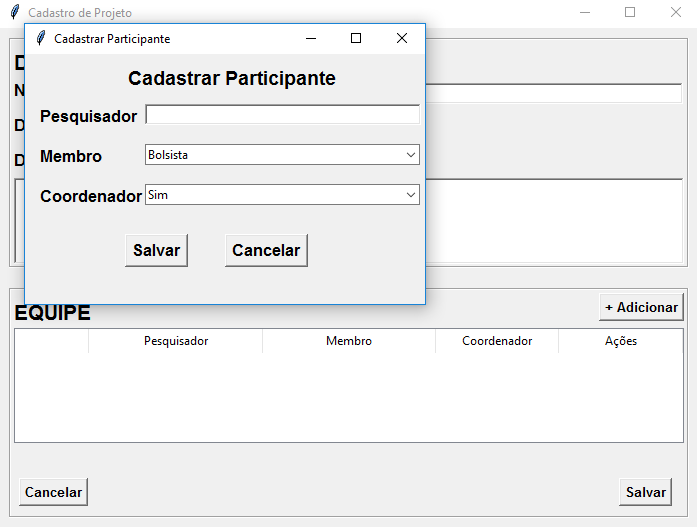 Cadastro de Projeto
Cadastrar Participante
Cadastrar Participante
Pesquisador
Membro Bolsista
Coordenador Sim
Salvar Cancelar
EQUIPE + Adicionar
Pesquisador Membro Coordenador Ações
Cancelar Salvar